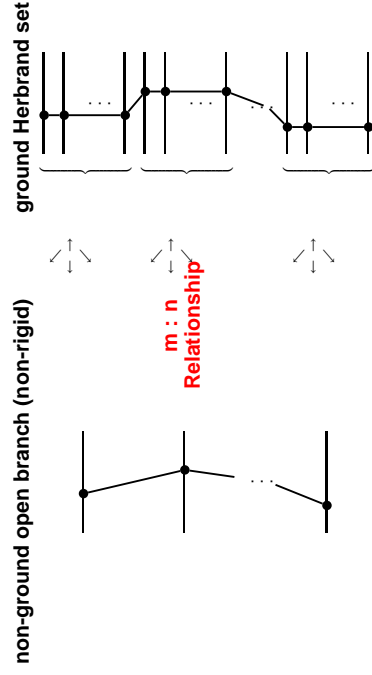 non-ground open branch (non-rigid)
ground Herbrand set
m : n
Relationship